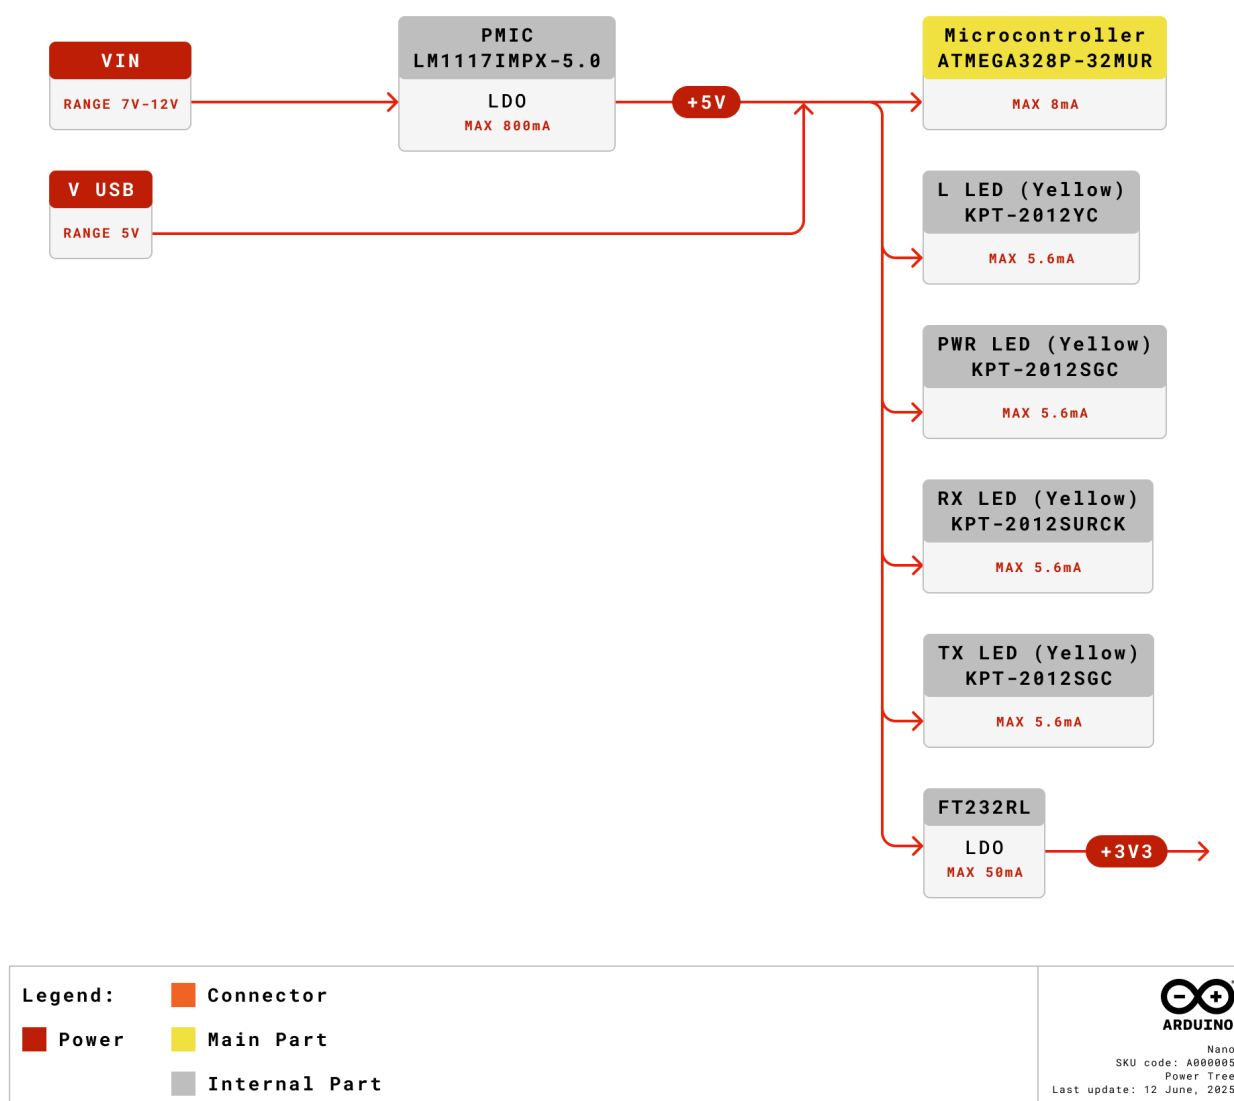 VIN
RANGE 7V-12V
PMIC
LM1117IMPX-5.0
LDO
MAX 800mA
+5V
Microcontroller
ATMEGA328P-32MUR
MAX 8mA
V USB
RANGE 5V
L LED (Yellow)
KPT-2012YC
MAX 5.6mA
PWR LED (Yellow)
KPT-2012SGC
MAX 5.6mA
RX LED (Yellow)
KPT-2012SURCK
MAX 5.6mA
TX LED (Yellow)
KPT-2012SGC
MAX 5.6mA
FT232RL
LDO
MAX 50mA
+3V3
Legend:
Power
Connector
Main Part
Internal Part
ARDUINO
Nano
SKU code: A000005
Power Tree
Last update: 12 June, 2025